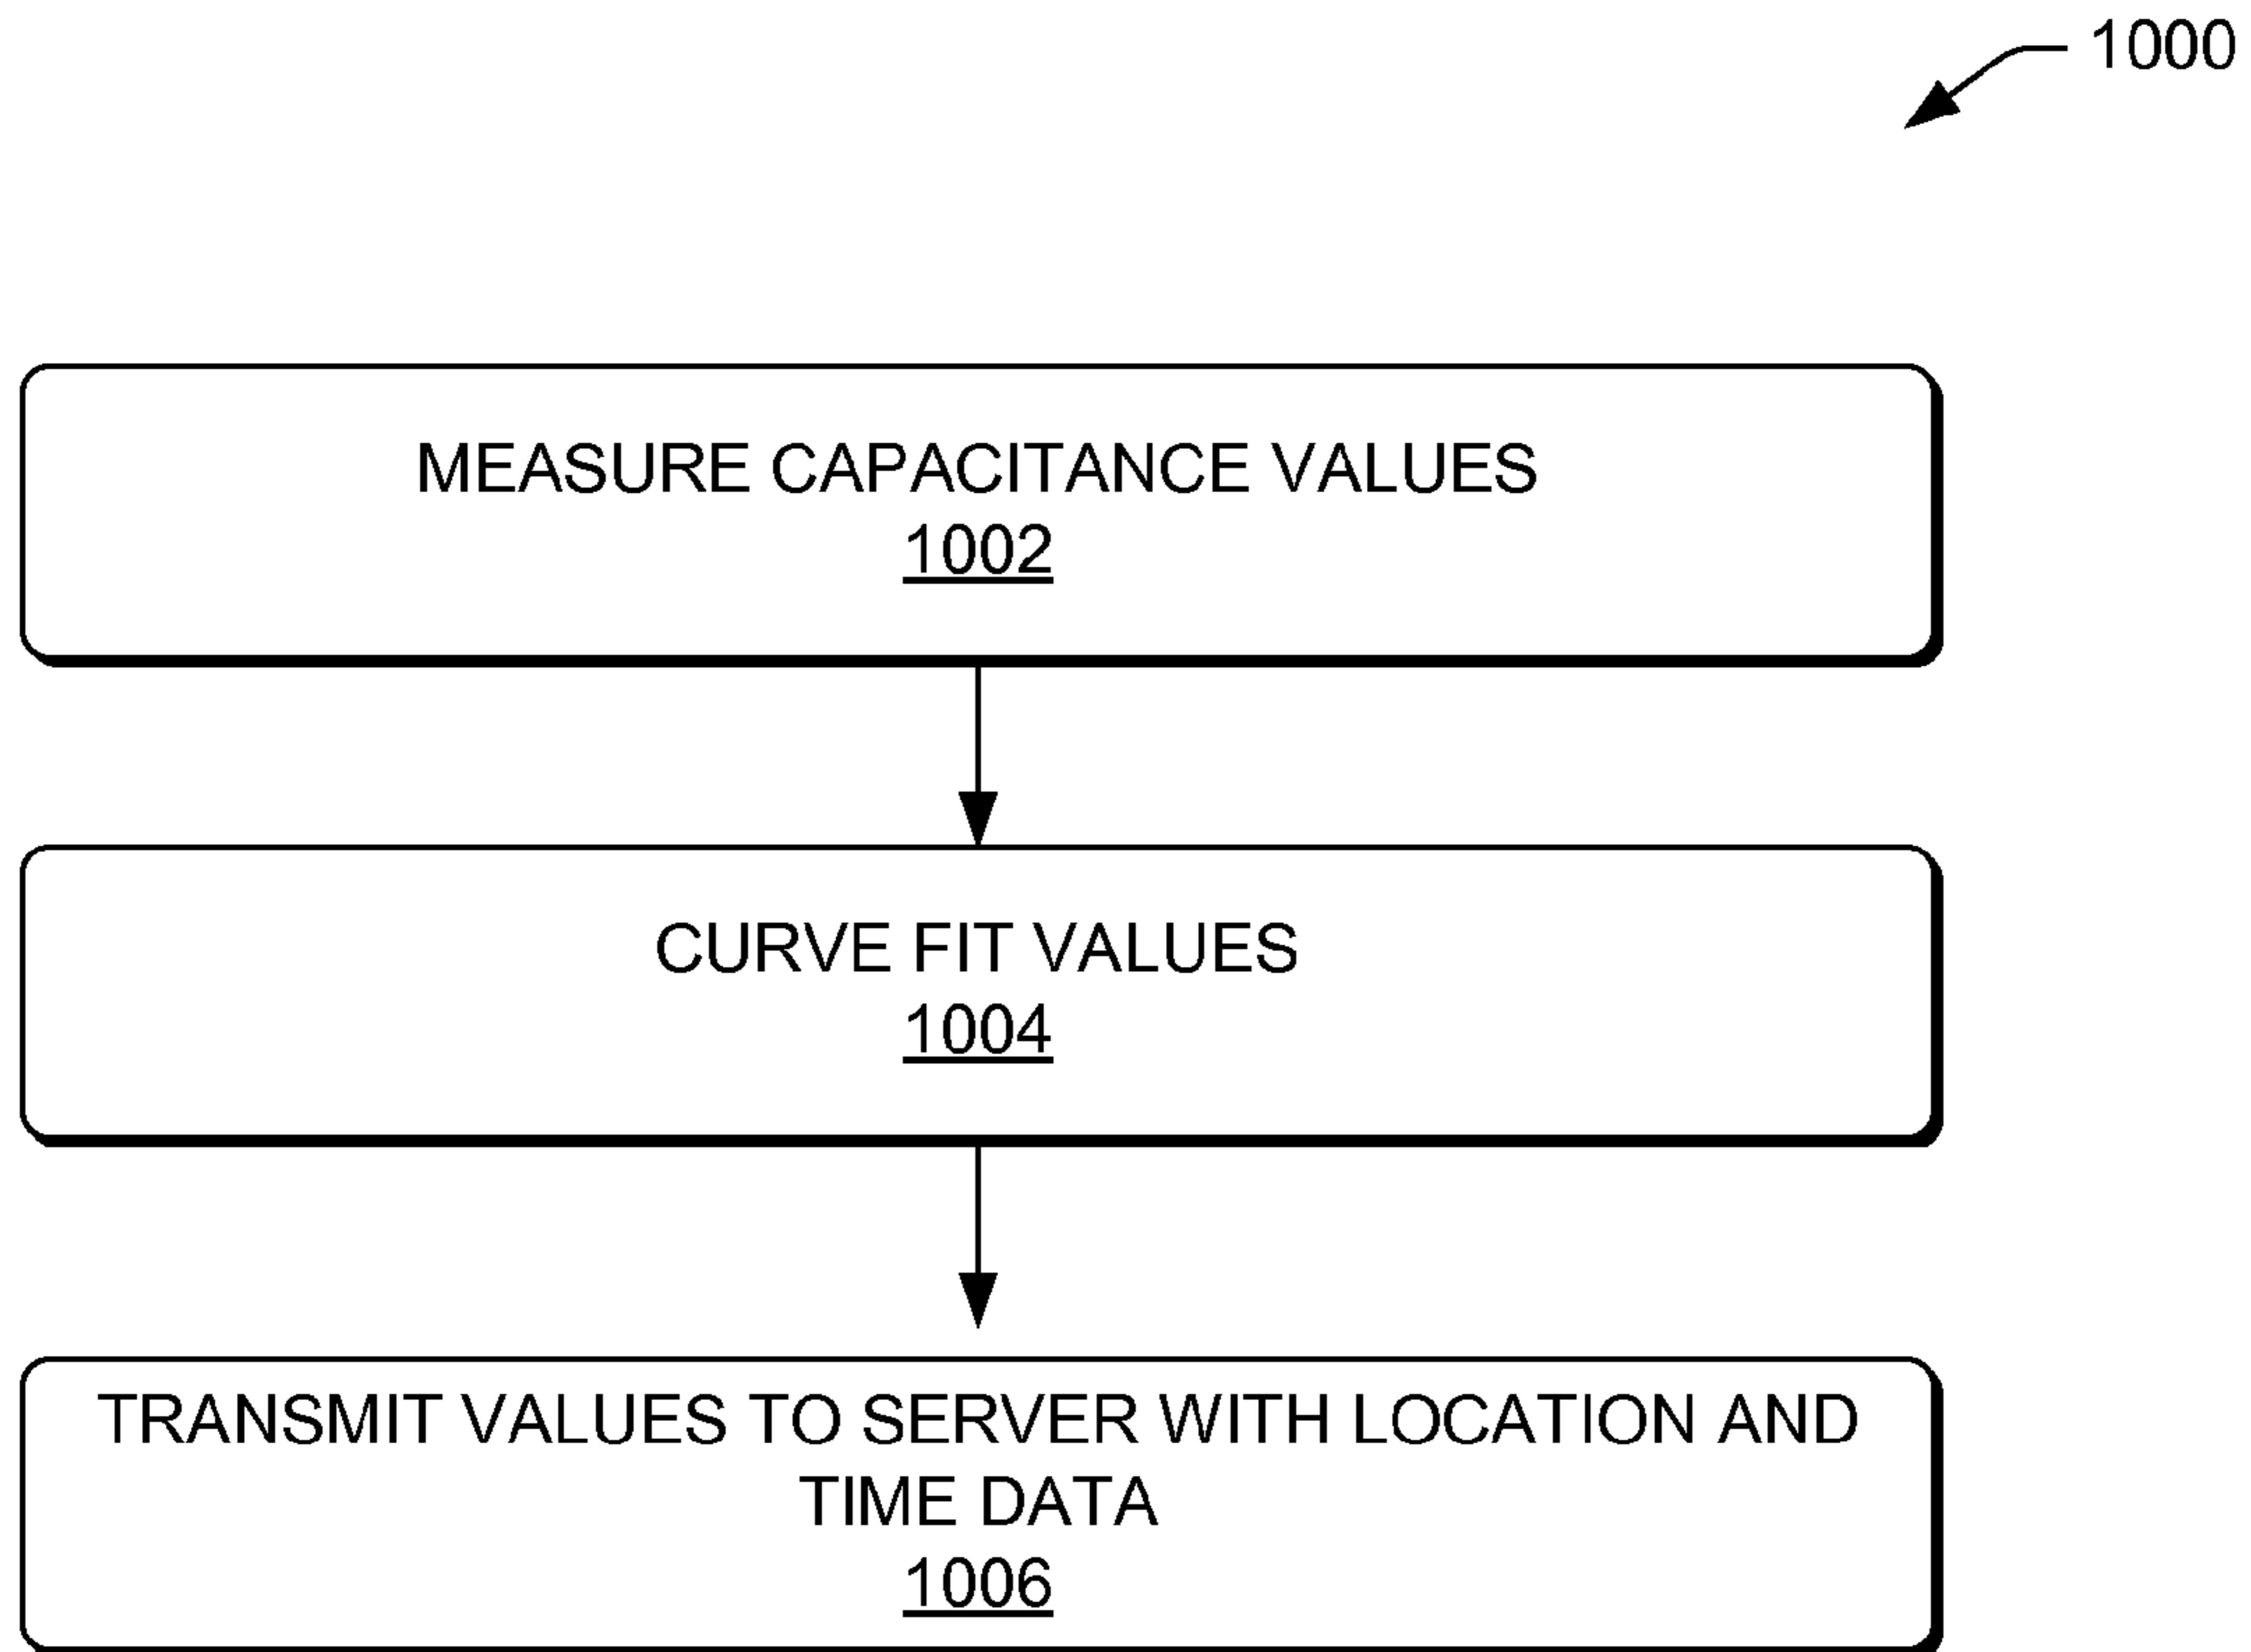 1000
MEASURE CAPACITANCE VALUES
1002
CURVE FIT VALUES
1004
TRANSMIT VALUES TO SERVER WITH LOCATION AND
TIME DATA
1006